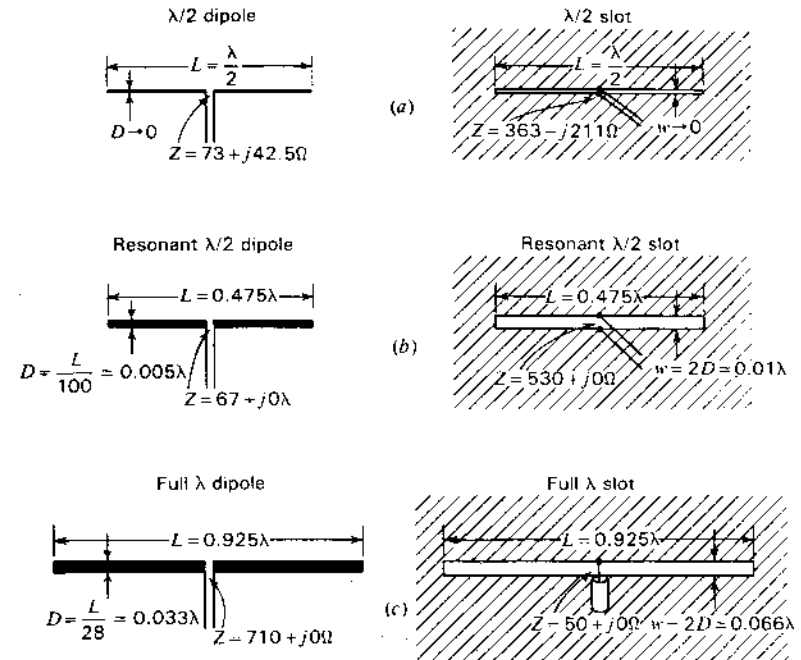 λ/2 dipole
L = λ/2
D→0
Z = 73 + j42.5Ω
(a)
λ/2 slot
L = λ/2
Z = 363 − j211Ω
w→0
Resonant λ/2 dipole
L = 0.475λ
D = L/100 ≃ 0.005λ
Z = 67 + j0λ
(b)
Resonant λ/2 slot
L = 0.475λ
Z = 530 + j0Ω
w = 2D = 0.01λ
Full λ dipole
L = 0.925λ
D = L/28 ≃ 0.033λ
Z = 710 + j0Ω
(c)
Full λ slot
L = 0.925λ
Z = 50 + j0Ω
w = 2D = 0.066λ